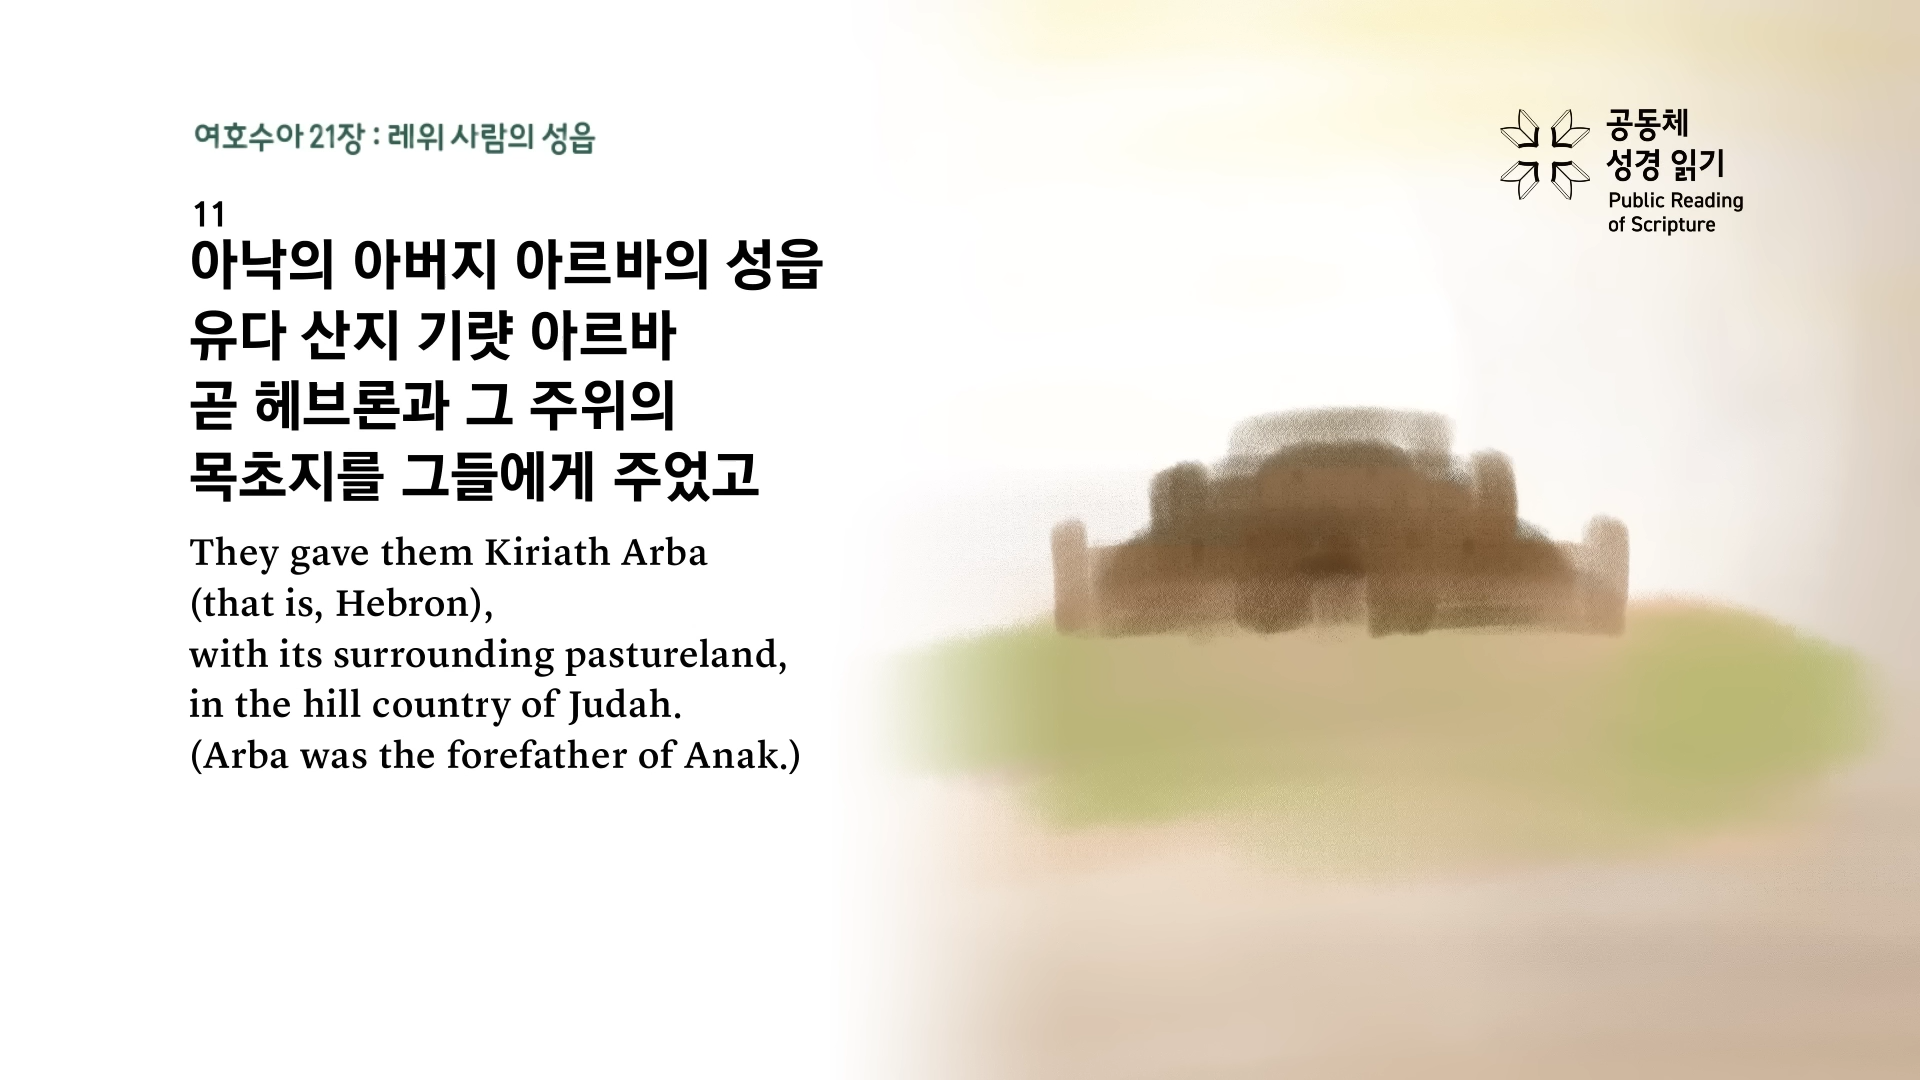 여호수아 21장 : 레위 사람의 성읍
공동체
성경 읽기
Public Reading
of Scripture
11
아낙의 아버지 아르바의 성읍
유다 산지 기럇 아르바
곧 헤브론과 그 주위의
목초지를 그들에게 주었고
They gave them Kiriath Arba
(that is, Hebron),
with its surrounding pastureland,
in the hill country of Judah.
(Arba was the forefather of Anak.)